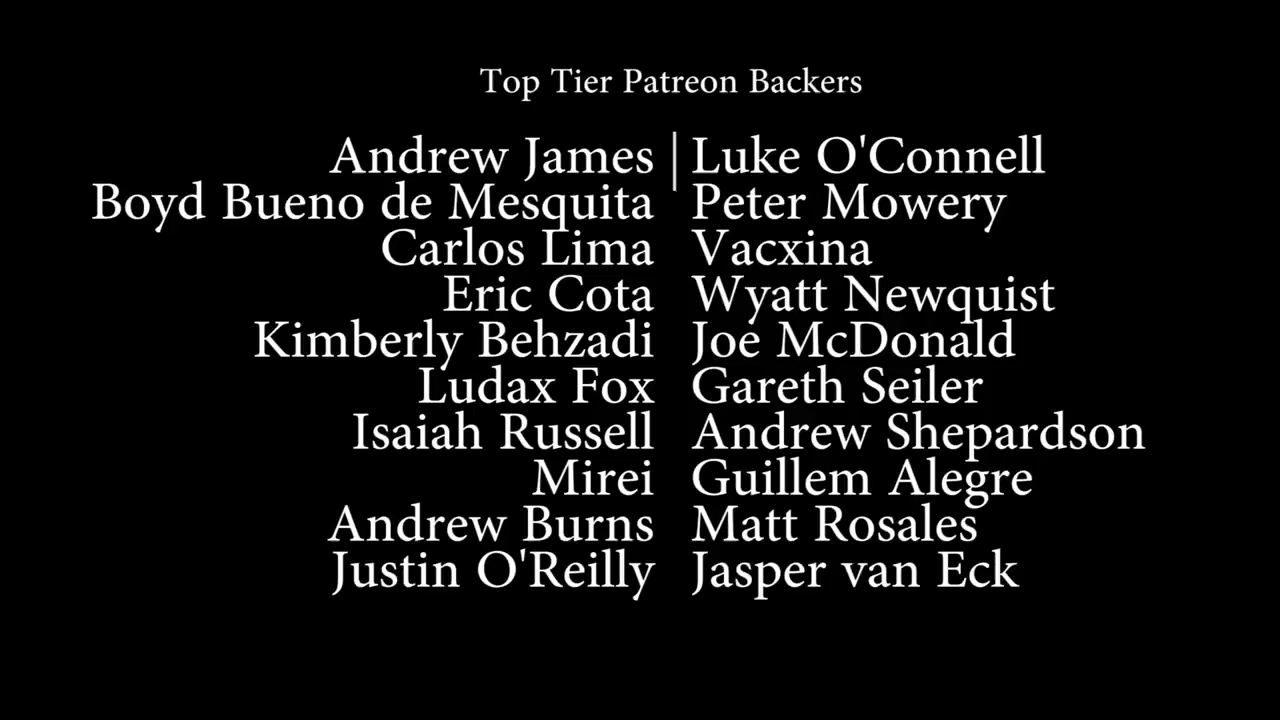 Top Tier Patreon Backers
Andrew James | Luke O'Connell
Boyd Bueno de Mesquita Peter Mowery
Carlos Lima Vacxina
Eric Cota Wyatt Newquist
Kimberly Behzadi Joe McDonald
Ludax Fox Gareth Seiler
Isaiah Russell Andrew Shepardson
Mirei Guillem Alegre
Andrew Burns Matt Rosales
Justin O'Reilly Jasper van Eck